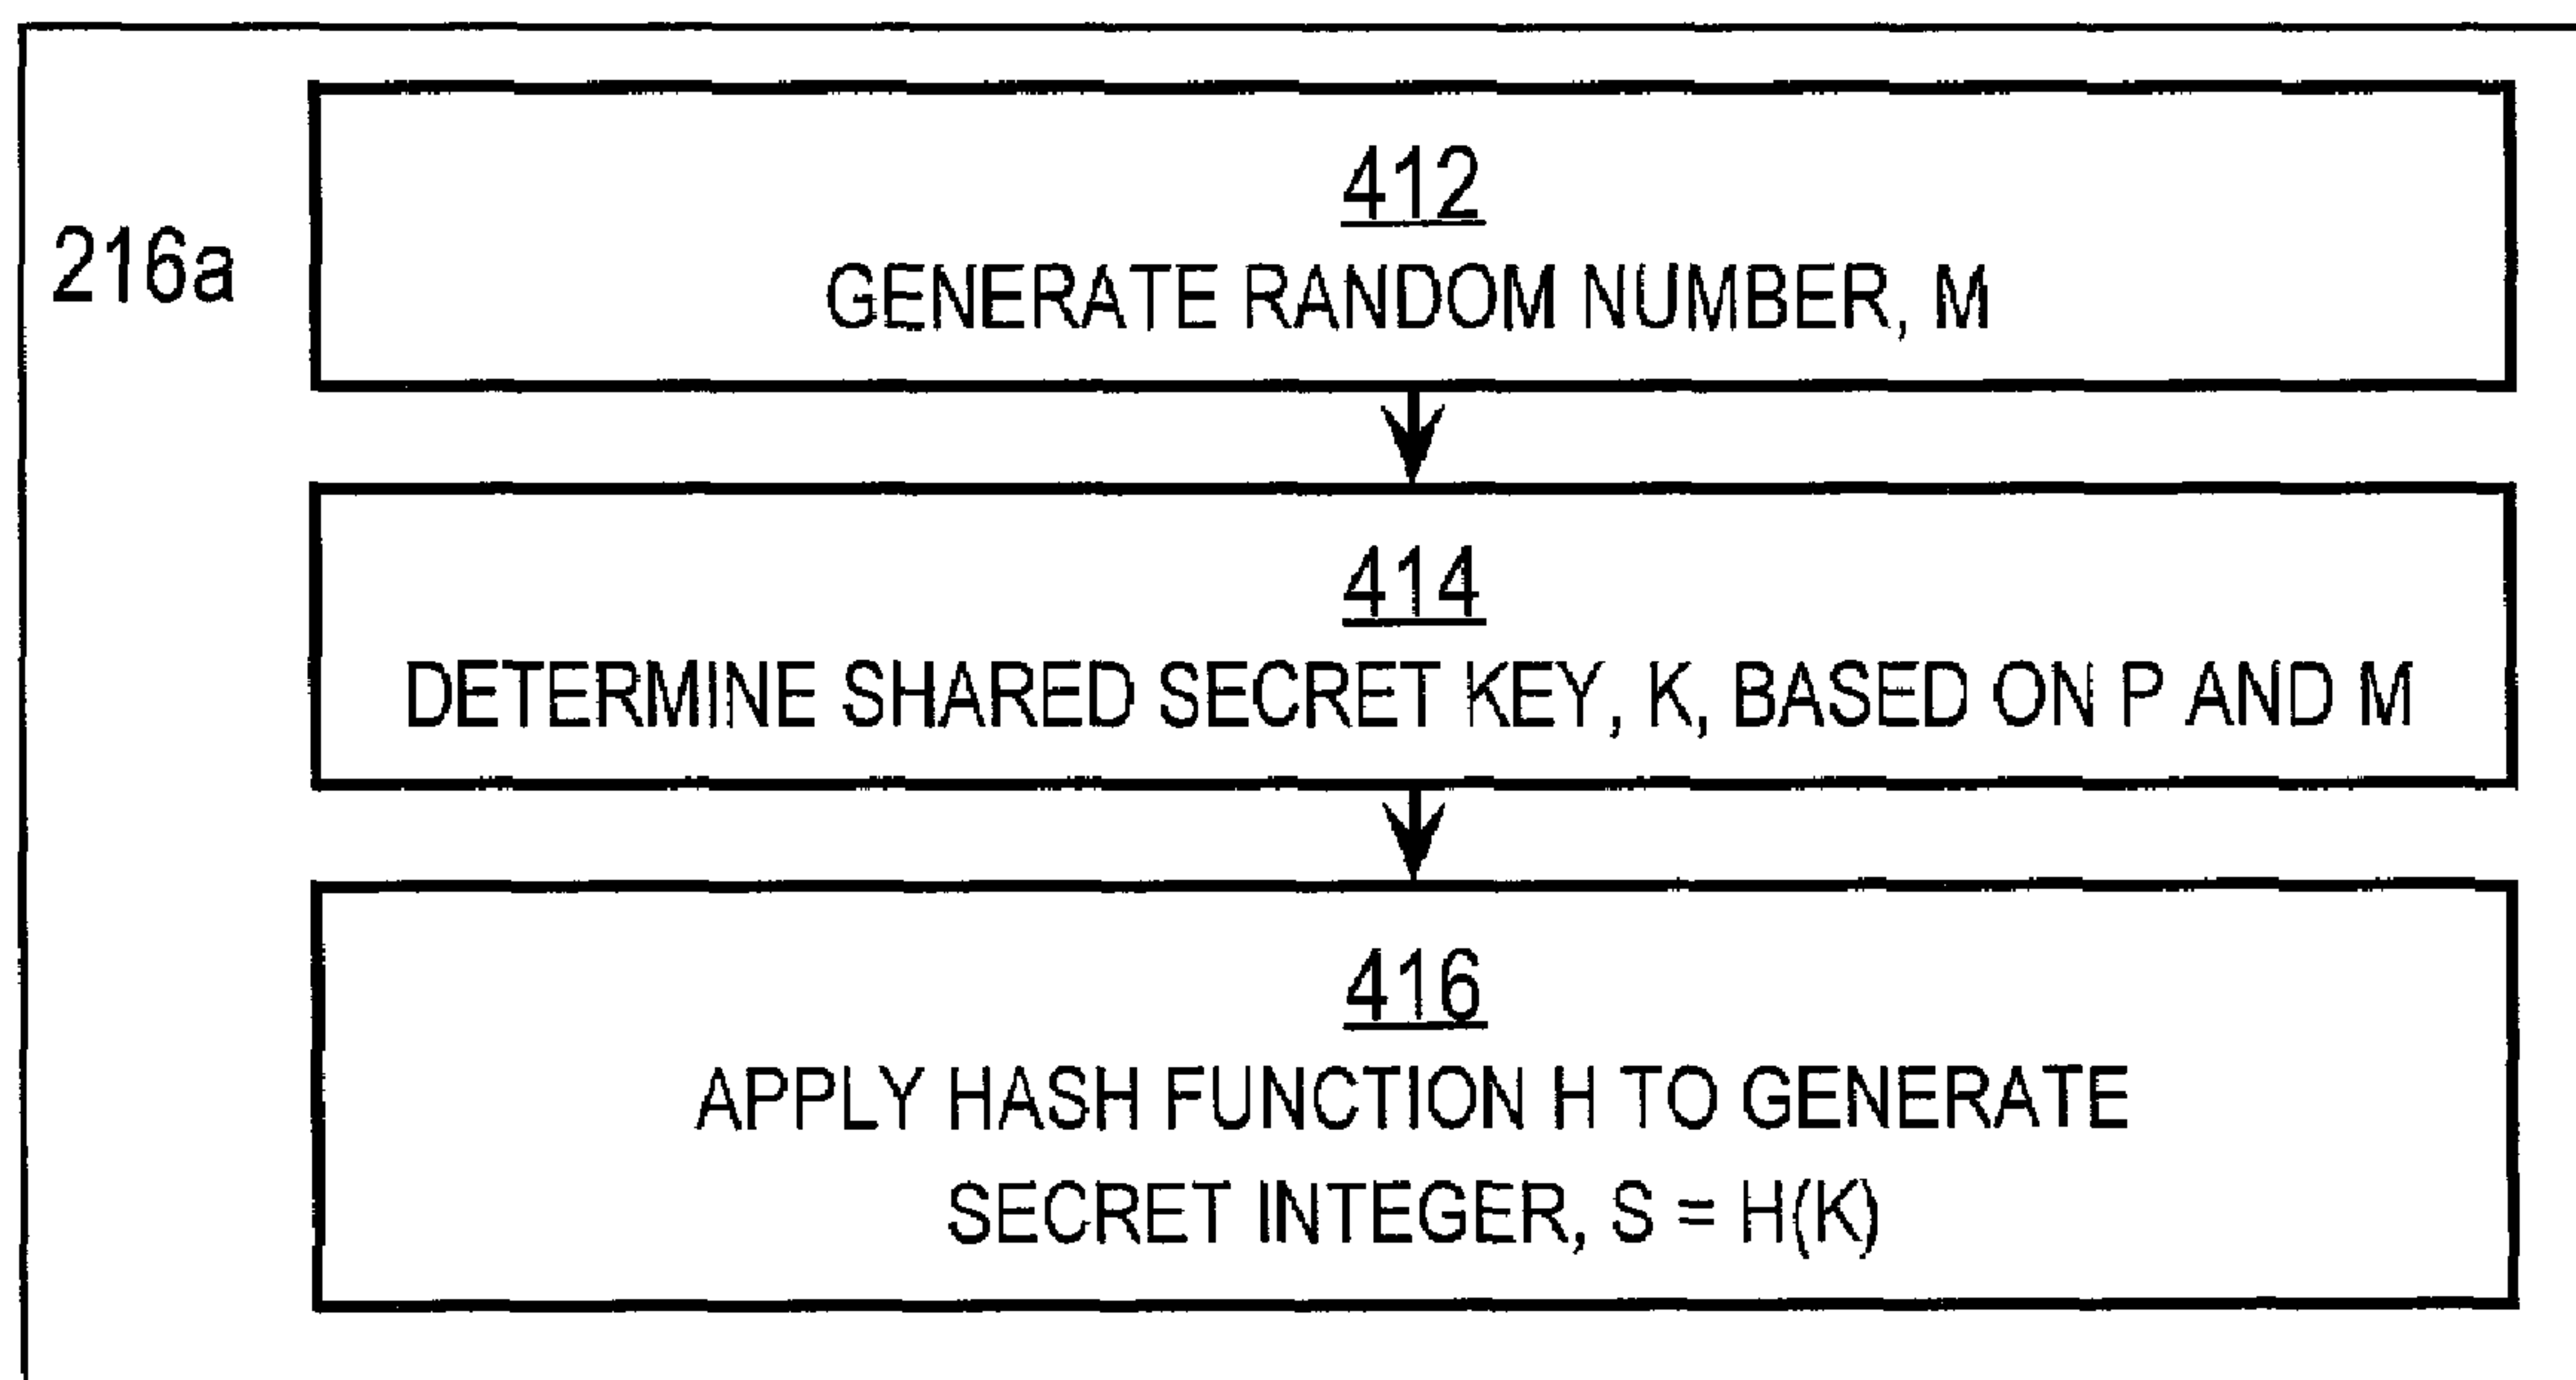 216a
412
GENERATE RANDOM NUMBER, M
414
DETERMINE SHARED SECRET KEY, K, BASED ON P AND M
416
APPLY HASH FUNCTION H TO GENERATE
SECRET INTEGER, S = H(K)